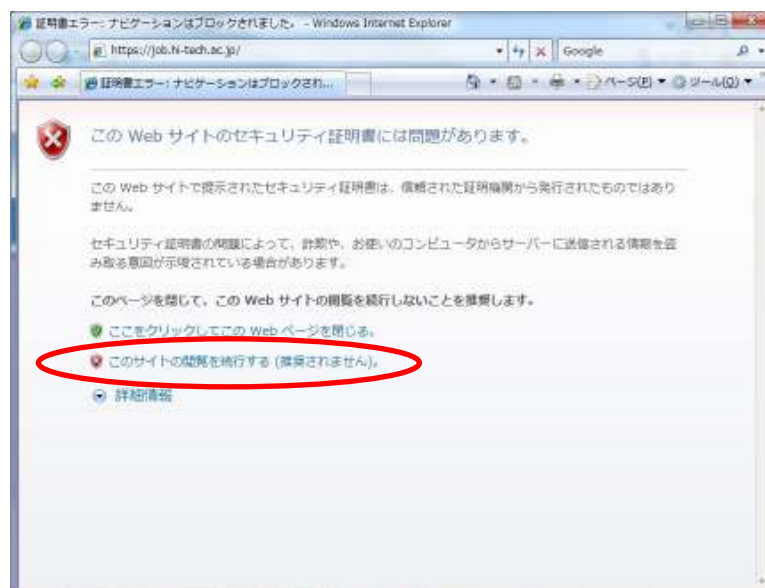 証明書エラー: ナビゲーションはブロックされました。 - Windows Internet Explorer
https://job.hi-tech.ac.jp/
Google
証明書エラー: ナビゲーションはブロックされ...
ページ(P) ツール(O)
この Web サイトのセキュリティ証明書には問題があります。
この Web サイトで提示されたセキュリティ証明書は、信頼された証明機関から発行されたものではあり
ません。
セキュリティ証明書の問題によって、詐欺や、お使いのコンピュータからサーバーに送信される情報を盗
み取る意図が示唆されている場合があります。
このページを閉じて、この Web サイトの閲覧を続行しないことを推奨します。
ここをクリックしてこの Web ページを閉じる。
このサイトの閲覧を続行する (推奨されません)。
詳細情報